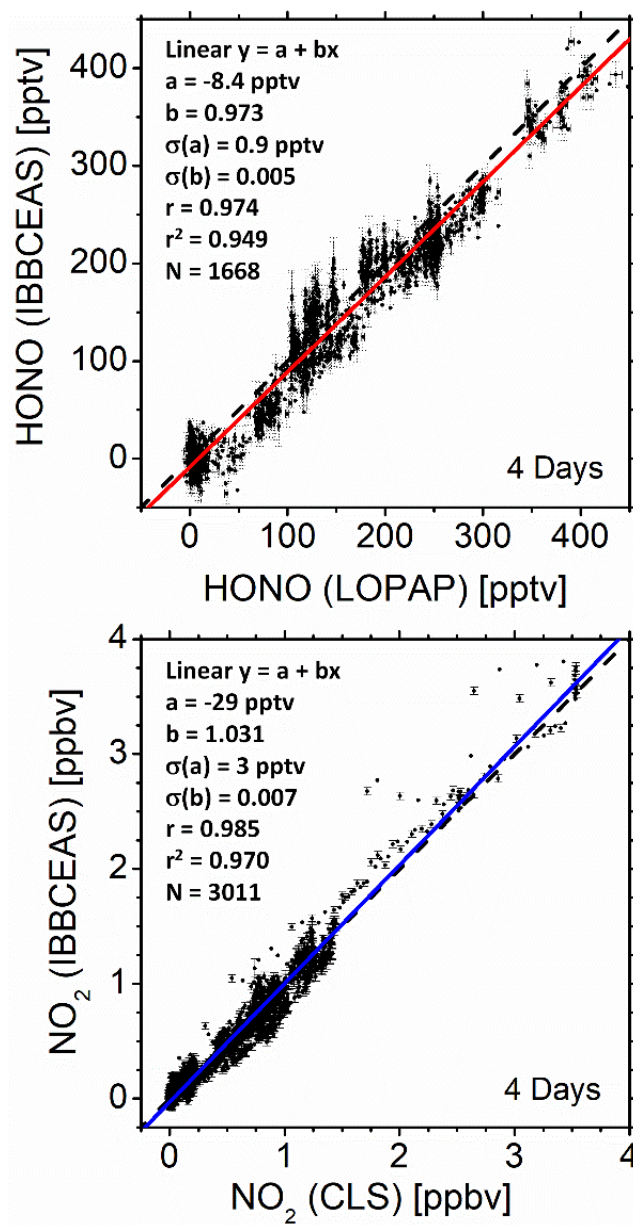 HONO (IBBCEAS) [pptv]
400
300
200
100
0
Linear y = a + bx
a = -8.4 pptv
b = 0.973
σ(a) = 0.9 pptv
σ(b) = 0.005
r = 0.974
r² = 0.949
N = 1668
4 Days
0 100 200 300 400
HONO (LOPAP) [pptv]
NO₂ (IBBCEAS) [ppbv]
4
3
2
1
0
Linear y = a + bx
a = -29 pptv
b = 1.031
σ(a) = 3 pptv
σ(b) = 0.007
r = 0.985
r² = 0.970
N = 3011
4 Days
0 1 2 3 4
NO₂ (CLS) [ppbv]